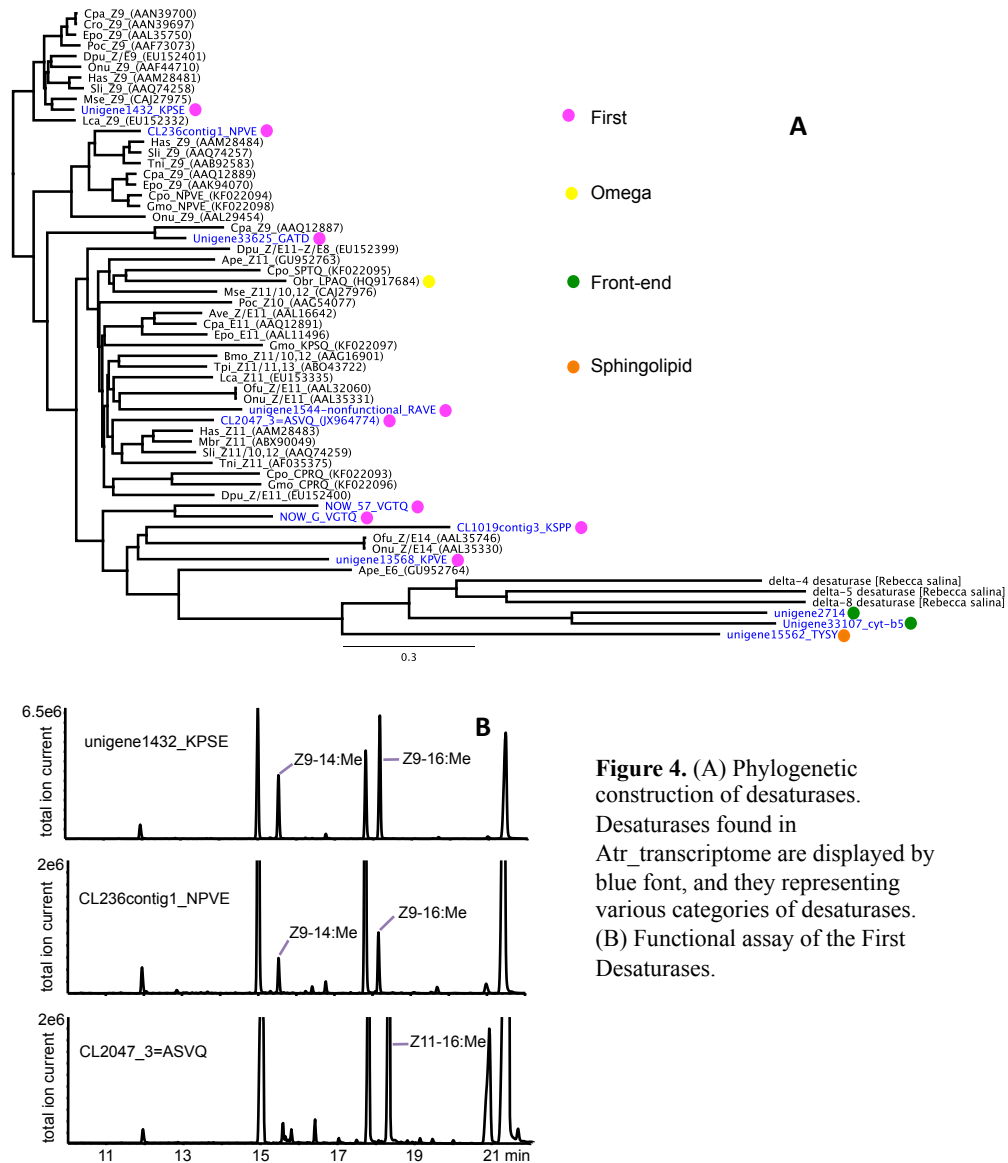 Cpa_Z9_(AAN39700)
Cro_Z9_(AAN39697)
Epo_Z9_(AAL35750)
Poc_Z9_(AAF73073)
Dpu_Z/E9_(EU152401)
Onu_Z9_(AAF44710)
Has_Z9_(AAM28481)
Sli_Z9_(AAQ74258)
Mse_Z9_(CAJ27975)
Unigene1432_KPSE
Lca_Z9_(EU152332)
CL236contig1_NPVE
Has_Z9_(AAM28484)
Sli_Z9_(AAQ74257)
Tni_Z9_(AAB92583)
Cpa_Z9_(AAQ12889)
Epo_Z9_(AAK94070)
Cpo_NPVE_(KF022094)
Gmo_NPVE_(KF022098)
Onu_Z9_(AAL29454)
Cpa_Z9_(AAQ12887)
Unigene33625_GATD
Dpu_Z/E11-Z/E8_(EU152399)
Ape_Z11_(GU952763)
Cpo_SPTQ_(KF022095)
Obr_LPAQ_(HQ917684)
Mse_Z11/10,12_(CAJ27976)
Poc_Z10_(AAG54077)
Ave_Z/E11_(AAL16642)
Cpa_E11_(AAQ12891)
Epo_E11_(AAL11496)
Gmo_KPSQ_(KF022097)
Bmo_Z11/10,12_(AAG16901)
Tpi_Z11/11,13_(ABO43722)
Lca_Z11_(EU153335)
Ofu_Z/E11_(AAL32060)
Onu_Z/E11_(AAL35331)
unigene1544-nonfunctional_RAVE
CL2047_3=ASVQ_(JX964774)
Has_Z11_(AAM28483)
Mbr_Z11_(ABX90049)
Sli_Z11/10,12_(AAQ74259)
Tni_Z11_(AF035375)
Cpo_CPRQ_(KF022093)
Gmo_CPRQ_(KF022096)
Dpu_Z/E11_(EU152400)
NOW_57_VGTQ
NOW_G_VGTQ
CL1019contig3_KSPP
Ofu_Z/E14_(AAL35746)
Onu_Z/E14_(AAL35330)
unigene13568_KPVE
Ape_E6_(GU952764)
delta-4 desaturase [Rebecca salina]
delta-5 desaturase [Rebecca salina]
delta-8 desaturase [Rebecca salina]
unigene2714
Unigene33107_cyt-b5
unigene15562_TYSY
0.3
A
First
Omega
Front-end
Sphingolipid
B
6.5e6
total ion current
unigene1432_KPSE
Z9-14:Me
Z9-16:Me
2e6
total ion current
CL236contig1_NPVE
Z9-14:Me
Z9-16:Me
2e6
total ion current
CL2047_3=ASVQ
Z11-16:Me
11 13 15 17 19 21 min
Figure 4. (A) Phylogenetic
construction of desaturases.
Desaturases found in
Atr_transcriptome are displayed by
blue font, and they representing
various categories of desaturases.
(B) Functional assay of the First
Desaturases.